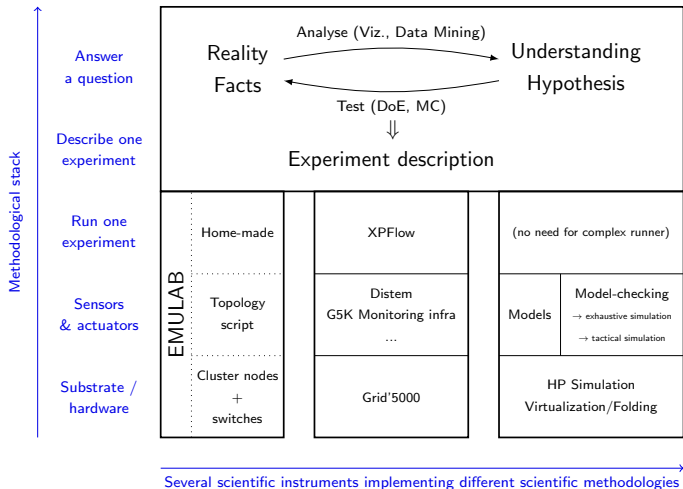 Methodological stack
Answer
a question
Describe one
experiment
Run one
experiment
Sensors
& actuators
Substrate /
hardware
Analyse (Viz., Data Mining)
Reality
Facts
Understanding
Hypothesis
Test (DoE, MC)
⇓
Experiment description
EMULAB
Home-made
Topology
script
Cluster nodes
+
switches
XPFlow
Distem
G5K Monitoring infra
...
Grid'5000
(no need for complex runner)
Models
Model-checking
→ exhaustive simulation
→ tactical simulation
HP Simulation
Virtualization/Folding
Several scientific instruments implementing different scientific methodologies